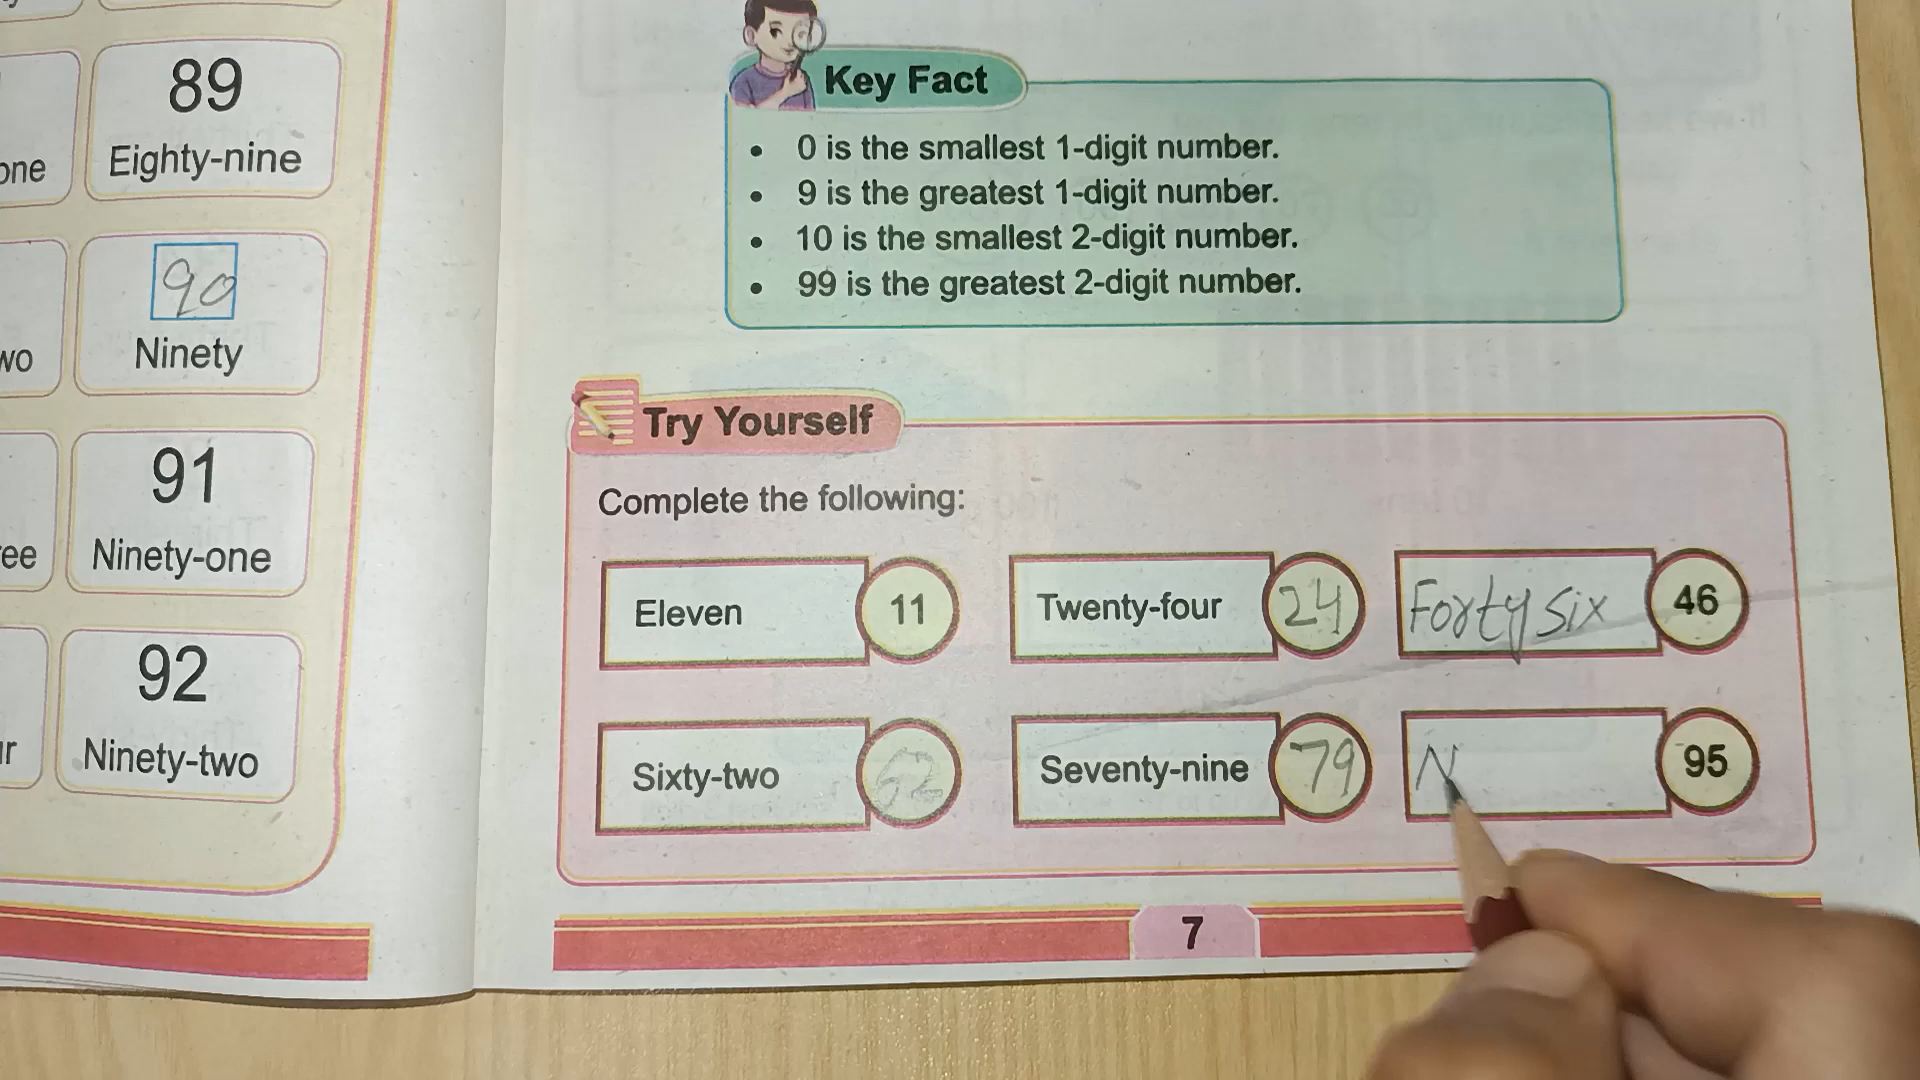 89
Eighty-nine
one
90
Ninety
wo
91
Ninety-one
ee
92
Ninety-two
Key Fact
• 0 is the smallest 1-digit number.
• 9 is the greatest 1-digit number.
• 10 is the smallest 2-digit number.
• 99 is the greatest 2-digit number.
Try Yourself
Complete the following:
Eleven 11 Twenty-four 24 Forty six 46
Sixty-two 62 Seventy-nine 79 N 95
7